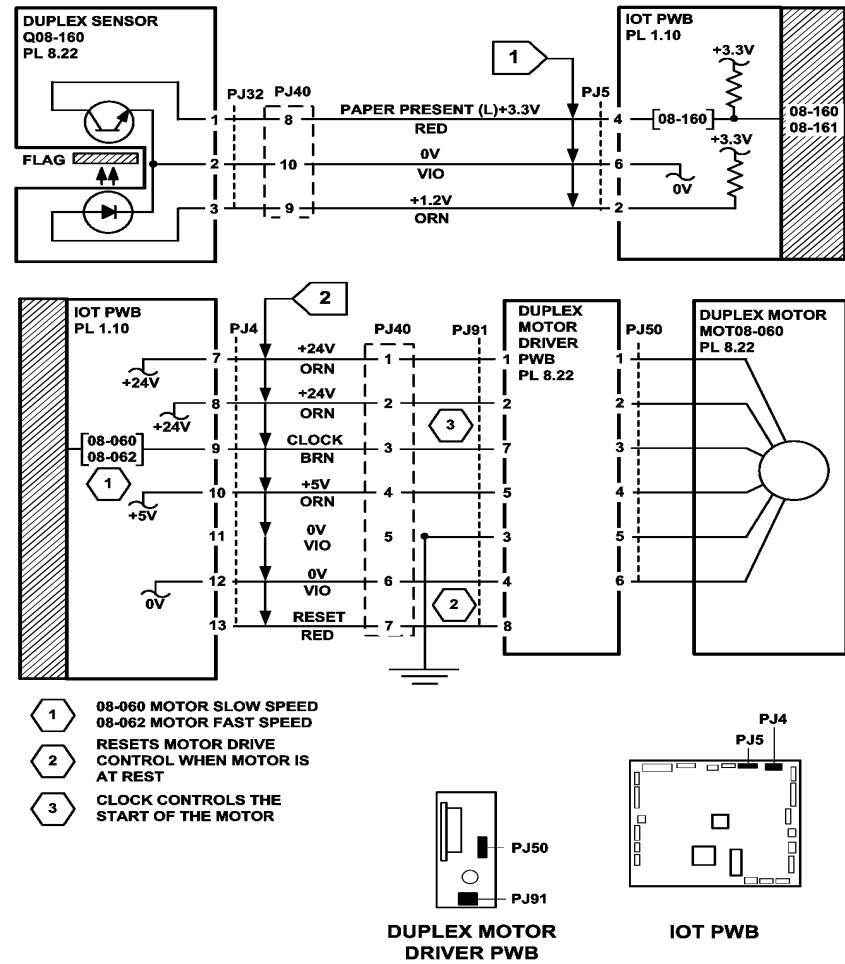 DUPLEX SENSOR
Q08-160
PL 8.22
FLAG
1
2
3
PJ32
PJ40
8
10
9
1
PAPER PRESENT (L)+3.3V
RED
0V
VIO
+1.2V
ORN
PJ5
4
6
2
IOT PWB
PL 1.10
+3.3V
08-160
+3.3V
0V
08-160
08-161
IOT PWB
PL 1.10
+24V
+24V
08-060
08-062
1
+5V
0V
7
8
9
10
11
12
13
PJ4
2
+24V
ORN
+24V
ORN
CLOCK
BRN
+5V
ORN
0V
VIO
0V
VIO
RESET
RED
PJ40
1
2
3
4
5
6
7
3
2
PJ91
1
2
7
5
3
4
8
DUPLEX
MOTOR
DRIVER
PWB
PL 8.22
PJ50
1
2
3
4
5
6
DUPLEX MOTOR
MOT08-060
PL 8.22
1
08-060 MOTOR SLOW SPEED
08-062 MOTOR FAST SPEED
2
RESETS MOTOR DRIVE
CONTROL WHEN MOTOR IS
AT REST
3
CLOCK CONTROLS THE
START OF THE MOTOR
PJ50
PJ91
DUPLEX MOTOR
DRIVER PWB
PJ4
PJ5
IOT PWB